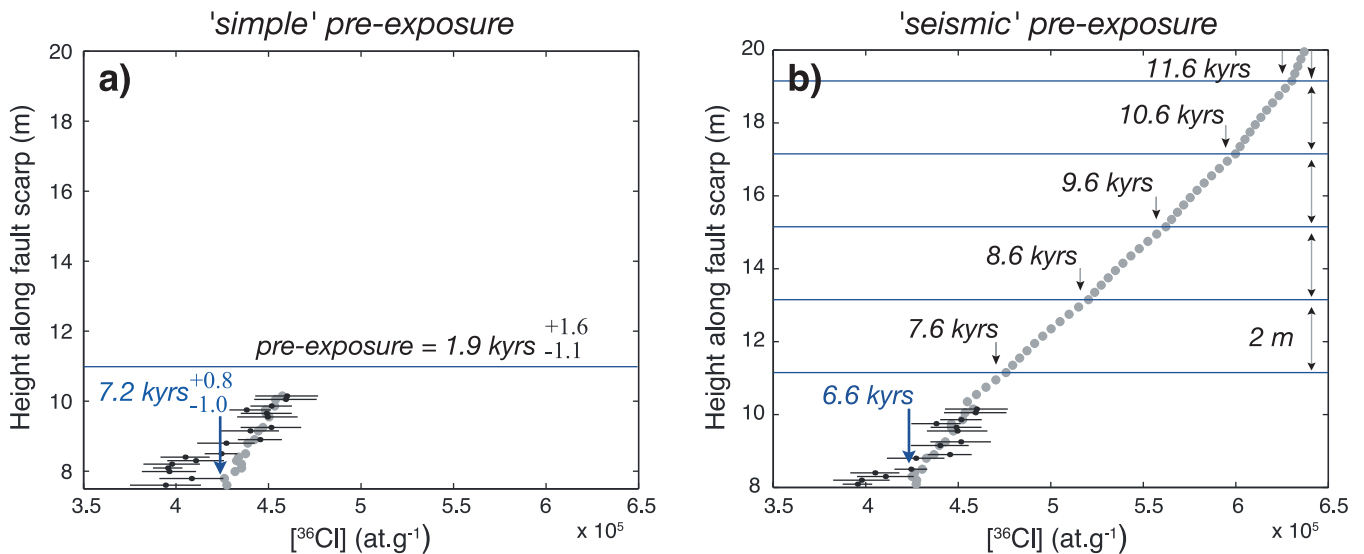 'simple' pre-exposure
a)
Height along fault scarp (m)
20
18
16
14
12
10
8
pre-exposure = 1.9 kyrs +1.6 -1.1
7.2 kyrs +0.8 -1.0
3.5 4 4.5 5 5.5 6 6.5
x 10⁵
[³⁶Cl] (at.g⁻¹)
'seismic' pre-exposure
b)
Height along fault scarp (m)
20
18
16
14
12
10
8
11.6 kyrs
10.6 kyrs
9.6 kyrs
8.6 kyrs
7.6 kyrs
2 m
6.6 kyrs
3.5 4 4.5 5 5.5 6 6.5
x 10⁵
[³⁶Cl] (at.g⁻¹)